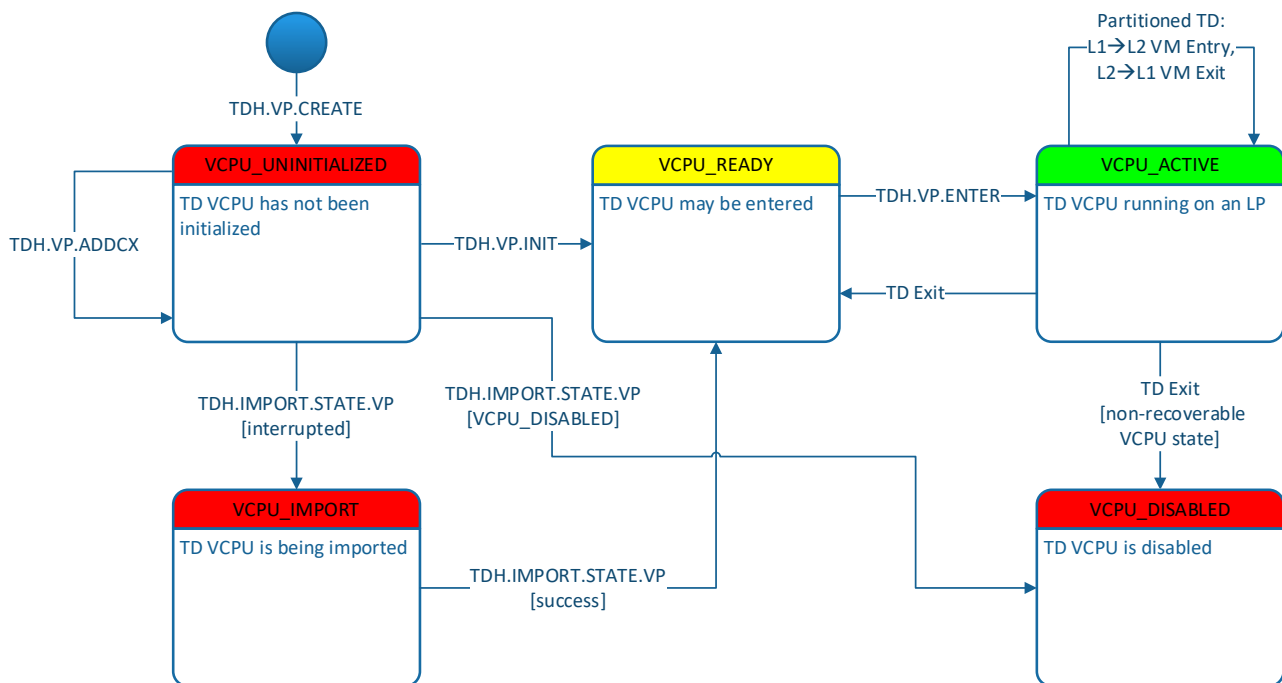 Partitioned TD:
L1→L2 VM Entry,
L2→L1 VM Exit
TDH.VP.CREATE
VCPU_UNINITIALIZED
TD VCPU has not been
initialized
VCPU_READY
TD VCPU may be entered
VCPU_ACTIVE
TD VCPU running on an LP
TDH.VP.ADDCX
TDH.VP.INIT
TDH.VP.ENTER
TD Exit
TDH.IMPORT.STATE.VP
[interrupted]
TDH.IMPORT.STATE.VP
[VCPU_DISABLED]
TD Exit
[non-recoverable
VCPU state]
VCPU_IMPORT
TD VCPU is being imported
TDH.IMPORT.STATE.VP
[success]
VCPU_DISABLED
TD VCPU is disabled